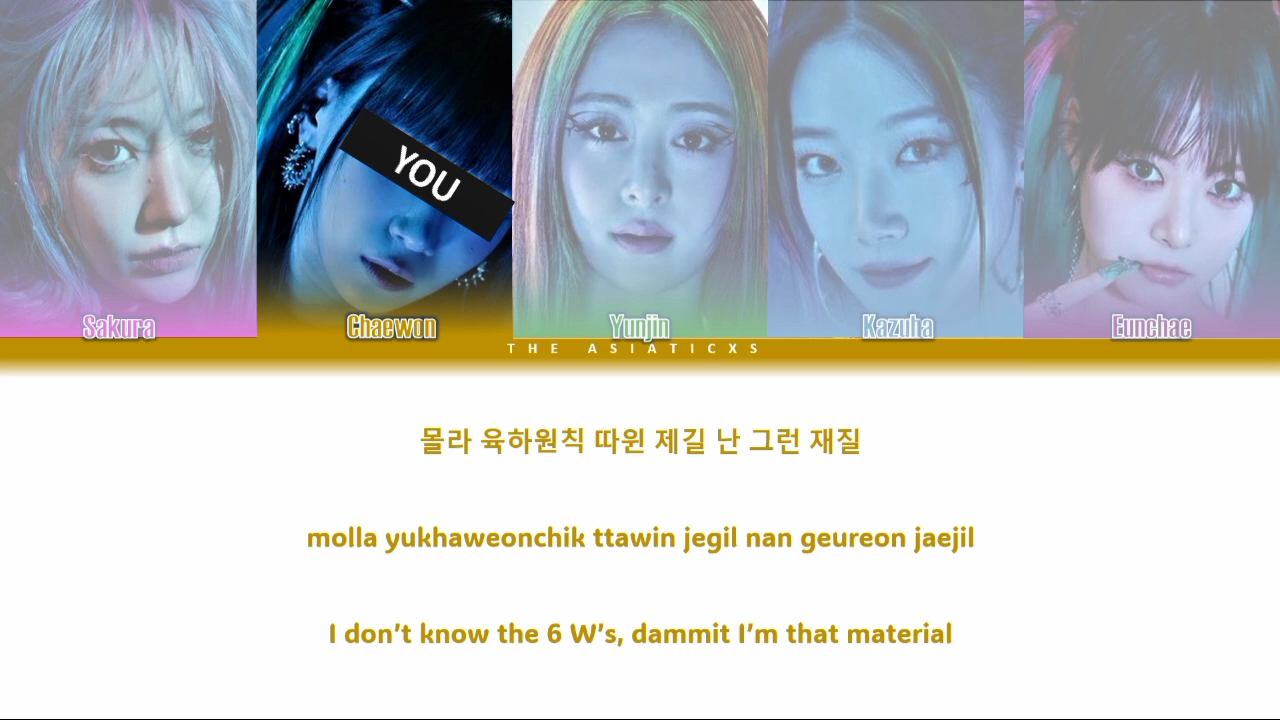 YOU
Sakura
Chaewon
Yunjin
Kazuha
Eunchae
THE ASIATICXS
몰라 육하원칙 따윈 제길 난 그런 재질
molla yukhaweonchik ttawin jegil nan geureon jaejil
I don't know the 6 W's, dammit I'm that material